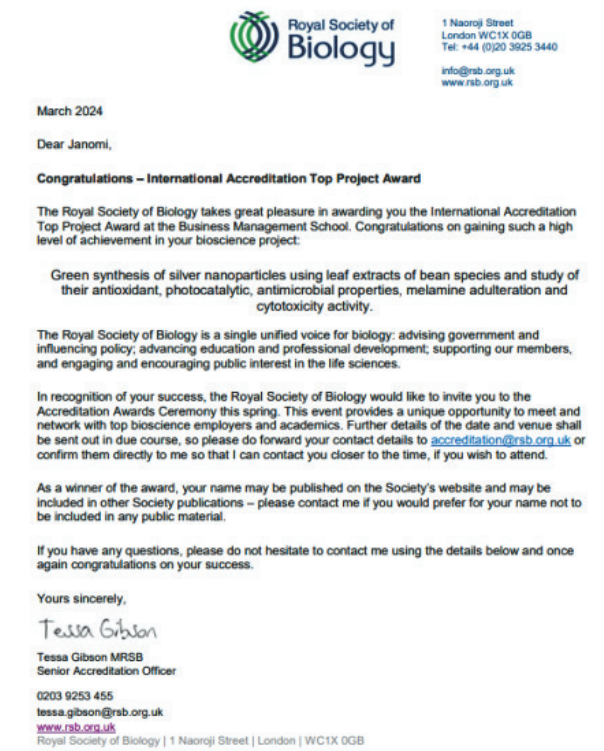 Royal Society of
Biology
1 Naoroji Street
London WC1X 0GB
Tel: +44 (0)20 3925 3440
info@rsb.org.uk
www.rsb.org.uk
March 2024
Dear Janomi,
Congratulations – International Accreditation Top Project Award
The Royal Society of Biology takes great pleasure in awarding you the International Accreditation
Top Project Award at the Business Management School. Congratulations on gaining such a high
level of achievement in your bioscience project:
Green synthesis of silver nanoparticles using leaf extracts of bean species and study of
their antioxidant, photocatalytic, antimicrobial properties, melamine adulteration and
cytotoxicity activity.
The Royal Society of Biology is a single unified voice for biology: advising government and
influencing policy; advancing education and professional development; supporting our members,
and engaging and encouraging public interest in the life sciences.
In recognition of your success, the Royal Society of Biology would like to invite you to the
Accreditation Awards Ceremony this spring. This event provides a unique opportunity to meet and
network with top bioscience employers and academics. Further details of the date and venue shall
be sent out in due course, so please do forward your contact details to accreditation@rsb.org.uk or
confirm them directly to me so that I can contact you closer to the time, if you wish to attend.
As a winner of the award, your name may be published on the Society's website and may be
included in other Society publications – please contact me if you would prefer for your name not to
be included in any public material.
If you have any questions, please do not hesitate to contact me using the details below and once
again congratulations on your success.
Yours sincerely,
Tessa Gibson
Tessa Gibson MRSB
Senior Accreditation Officer
0203 9253 455
tessa.gibson@rsb.org.uk
www.rsb.org.uk
Royal Society of Biology | 1 Naoroji Street | London | WC1X 0GB